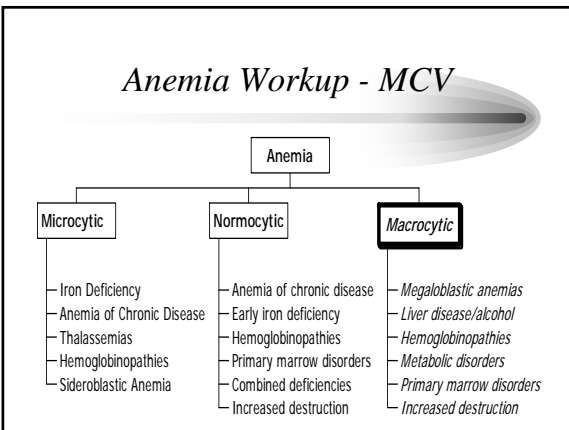 Anemia Workup - MCV
Anemia
Microcytic
Iron Deficiency
Anemia of Chronic Disease
Thalassemias
Hemoglobinopathies
Sideroblastic Anemia
Normocytic
Anemia of chronic disease
Early iron deficiency
Hemoglobinopathies
Primary marrow disorders
Combined deficiencies
Increased destruction
Macrocytic
Megaloblastic anemias
Liver disease/alcohol
Hemoglobinopathies
Metabolic disorders
Primary marrow disorders
Increased destruction